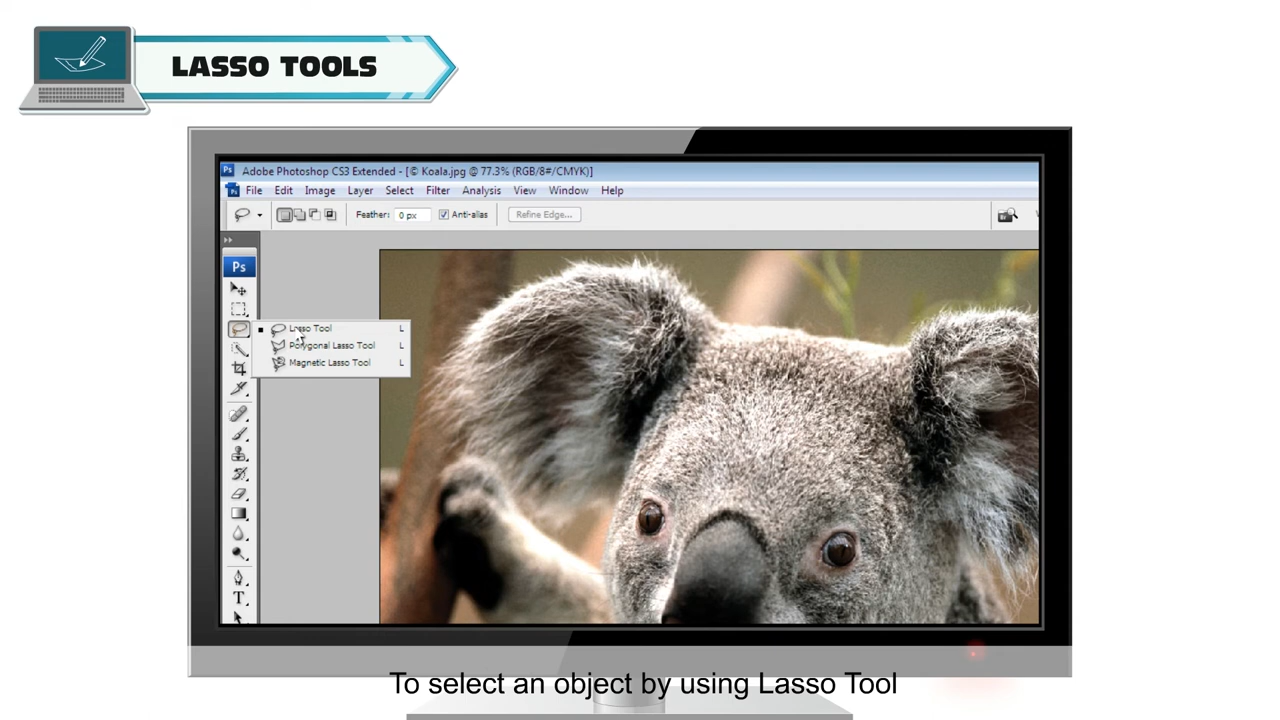 LASSO TOOLS
Adobe Photoshop CS3 Extended - [© Koala.jpg @ 77.3% (RGB/8#/CMYK)]
File Edit Image Layer Select Filter Analysis View Window Help
Feather: 0 px Anti-alias Refine Edge...
Ps
Lasso Tool L
Polygonal Lasso Tool L
Magnetic Lasso Tool L
T
To select an object by using Lasso Tool